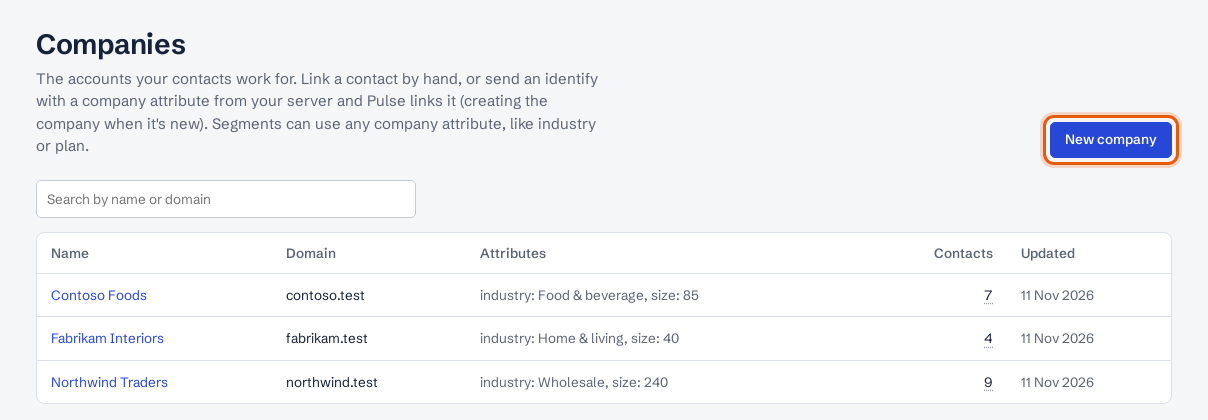 Companies
The accounts your contacts work for. Link a contact by hand, or send an identify
with a company attribute from your server and Pulse links it (creating the
company when it's new). Segments can use any company attribute, like industry
or plan.
New company
Search by name or domain
Name Domain Attributes Contacts Updated
Contoso Foods contoso.test industry: Food & beverage, size: 85 7 11 Nov 2026
Fabrikam Interiors fabrikam.test industry: Home & living, size: 40 4 11 Nov 2026
Northwind Traders northwind.test industry: Wholesale, size: 240 9 11 Nov 2026